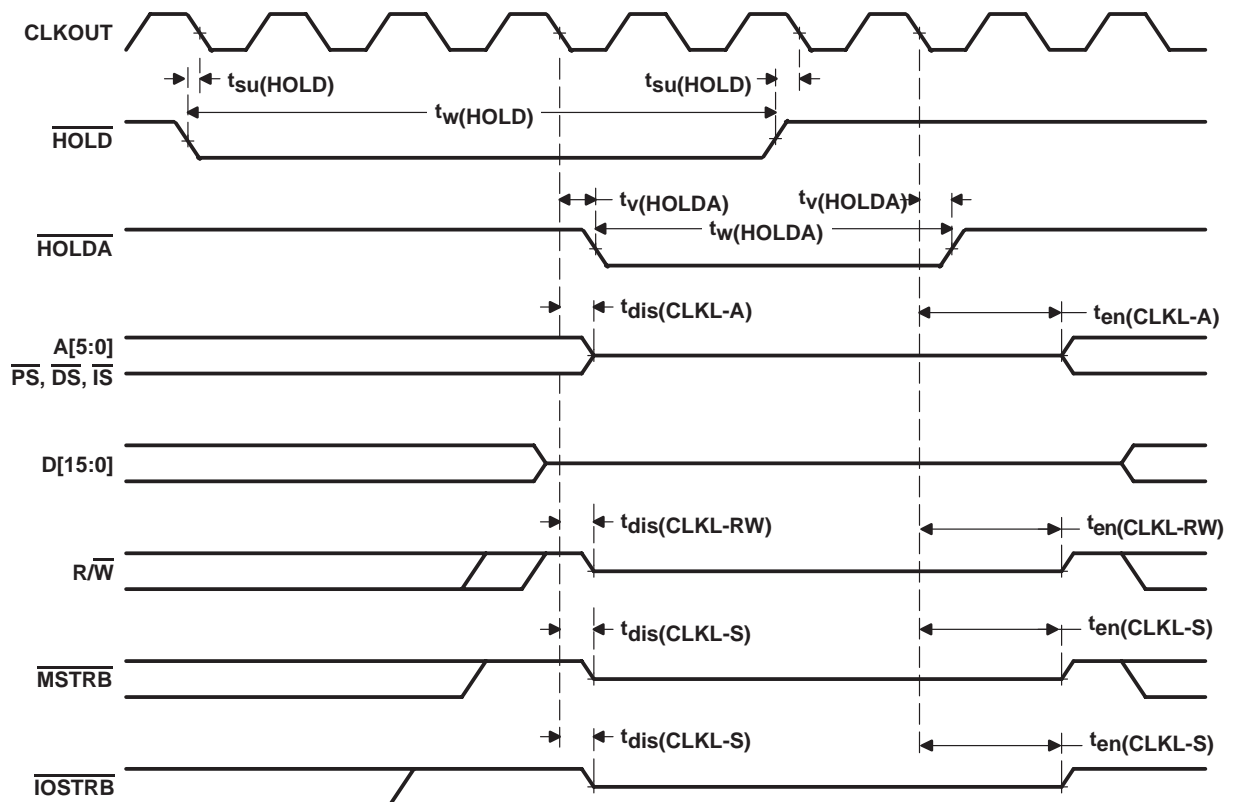 CLKOUT
tsu(HOLD)
tsu(HOLD)
tw(HOLD)
HOLD
tv(HOLDA)
tv(HOLDA)
tw(HOLDA)
HOLDA
tdis(CLKL-A)
ten(CLKL-A)
A[5:0]
PS, DS, IS
D[15:0]
tdis(CLKL-RW)
ten(CLKL-RW)
R/W
tdis(CLKL-S)
ten(CLKL-S)
MSTRB
tdis(CLKL-S)
ten(CLKL-S)
IOSTRB